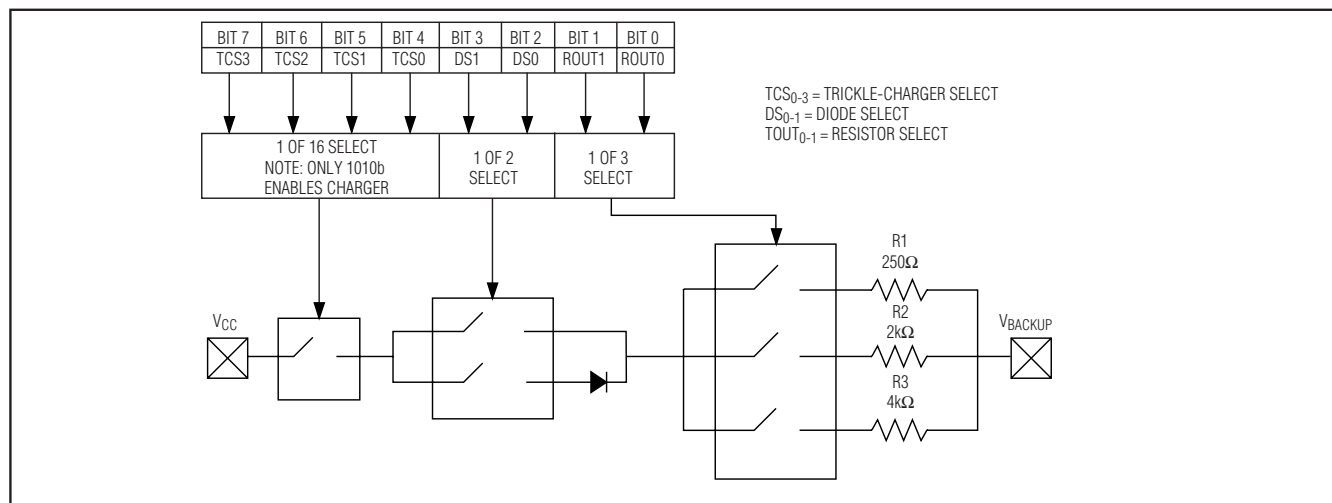 BIT 7 BIT 6 BIT 5 BIT 4 BIT 3 BIT 2 BIT 1 BIT 0
TCS3 TCS2 TCS1 TCS0 DS1 DS0 ROUT1 ROUT0
TCS0-3 = TRICKLE-CHARGER SELECT
DS0-1 = DIODE SELECT
TOUT0-1 = RESISTOR SELECT
1 OF 16 SELECT
NOTE: ONLY 1010b
ENABLES CHARGER
1 OF 2
SELECT
1 OF 3
SELECT
VCC
R1
250Ω
R2
2kΩ
R3
4kΩ
VBACKUP